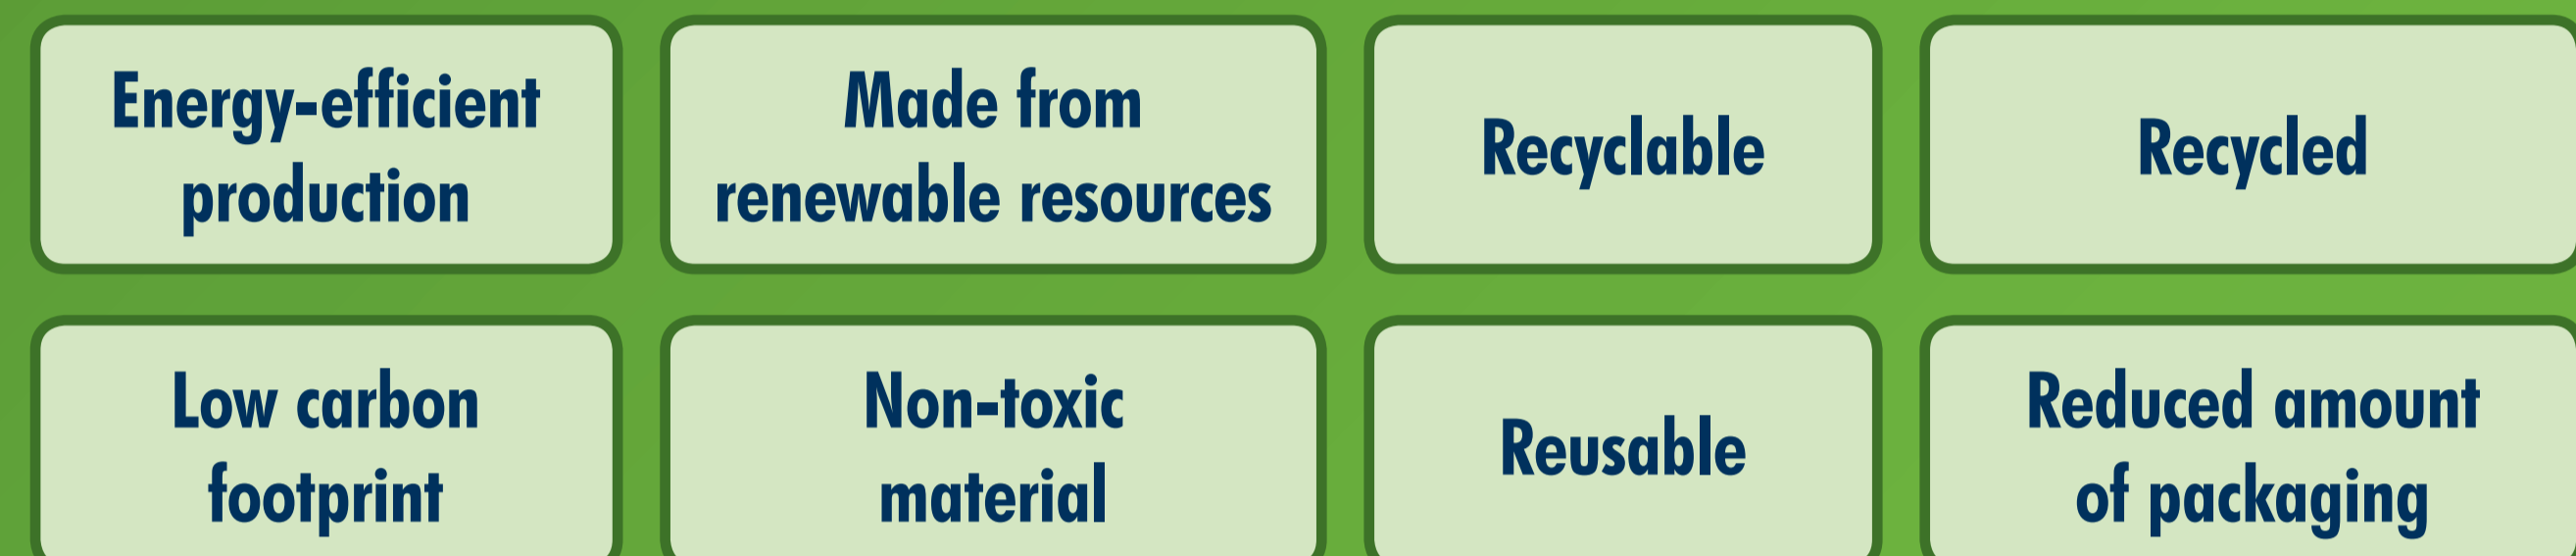 Energy-efficient
production
Made from
renewable resources
Recyclable
Recycled
Low carbon
footprint
Non-toxic
material
Reusable
Reduced amount
of packaging